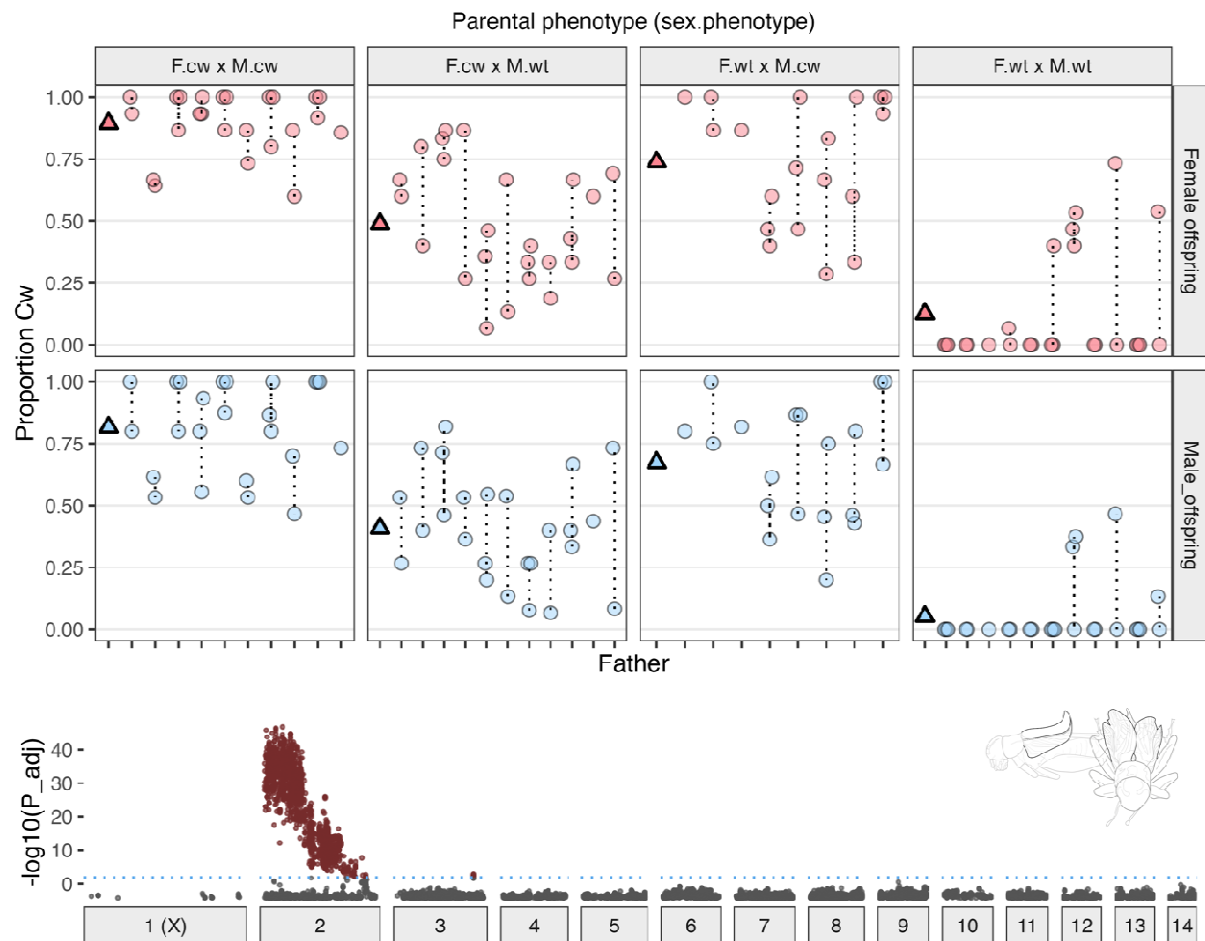 Parental phenotype (sex.phenotype)
F.cw x M.cw
F.cw x M.wt
F.wt x M.cw
F.wt x M.wt
Proportion Cw
1.00
0.75
0.50
0.25
0.00
Female offspring
1.00
0.75
0.50
0.25
0.00
Male_offspring
Father
-log10(P_adj)
40
30
20
10
0
1 (X) 2 3 4 5 6 7 8 9 10 11 12 13 14